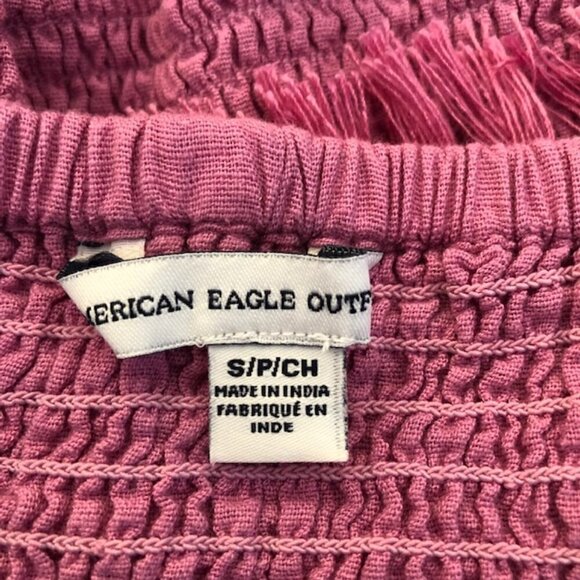 MERICAN EAGLE OUTF
S/P/CH
MADE IN INDIA
FABRIQUÉ EN
INDE